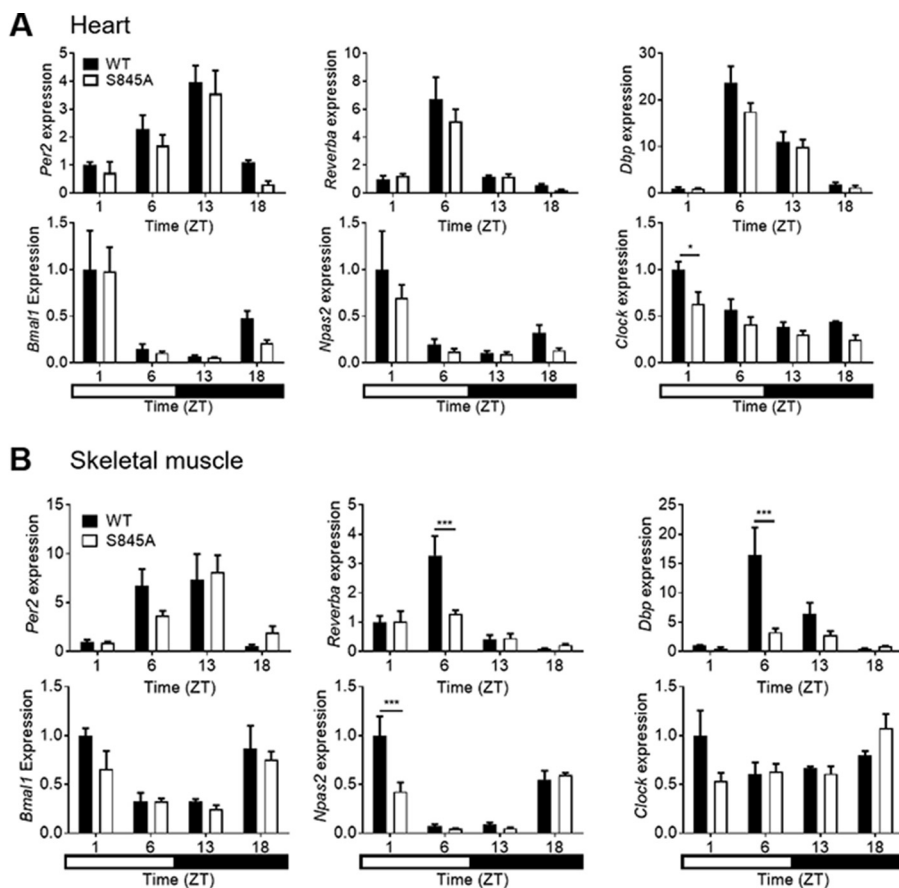 A Heart
WT
S845A
Per2 expression
5
4
3
2
1
0
1 6 13 18
Time (ZT)
Reverba expression
10
8
6
4
2
0
1 6 13 18
Time (ZT)
Dbp expression
30
20
10
0
1 6 13 18
Time (ZT)
Bmal1 Expression
1.5
1.0
0.5
0.0
1 6 13 18
Time (ZT)
Npas2 expression
1.5
1.0
0.5
0.0
1 6 13 18
Time (ZT)
Clock expression
1.5
1.0
0.5
0.0
*
1 6 13 18
Time (ZT)
B Skeletal muscle
WT
S845A
Per2 expression
15
10
5
0
1 6 13 18
Time (ZT)
Reverba expression
5
4
3
2
1
0
***
1 6 13 18
Time (ZT)
Dbp expression
25
20
15
10
5
0
***
1 6 13 18
Time (ZT)
Bmal1 Expression
1.5
1.0
0.5
0.0
1 6 13 18
Time (ZT)
Npas2 expression
1.5
1.0
0.5
0.0
***
1 6 13 18
Time (ZT)
Clock expression
1.5
1.0
0.5
0.0
1 6 13 18
Time (ZT)